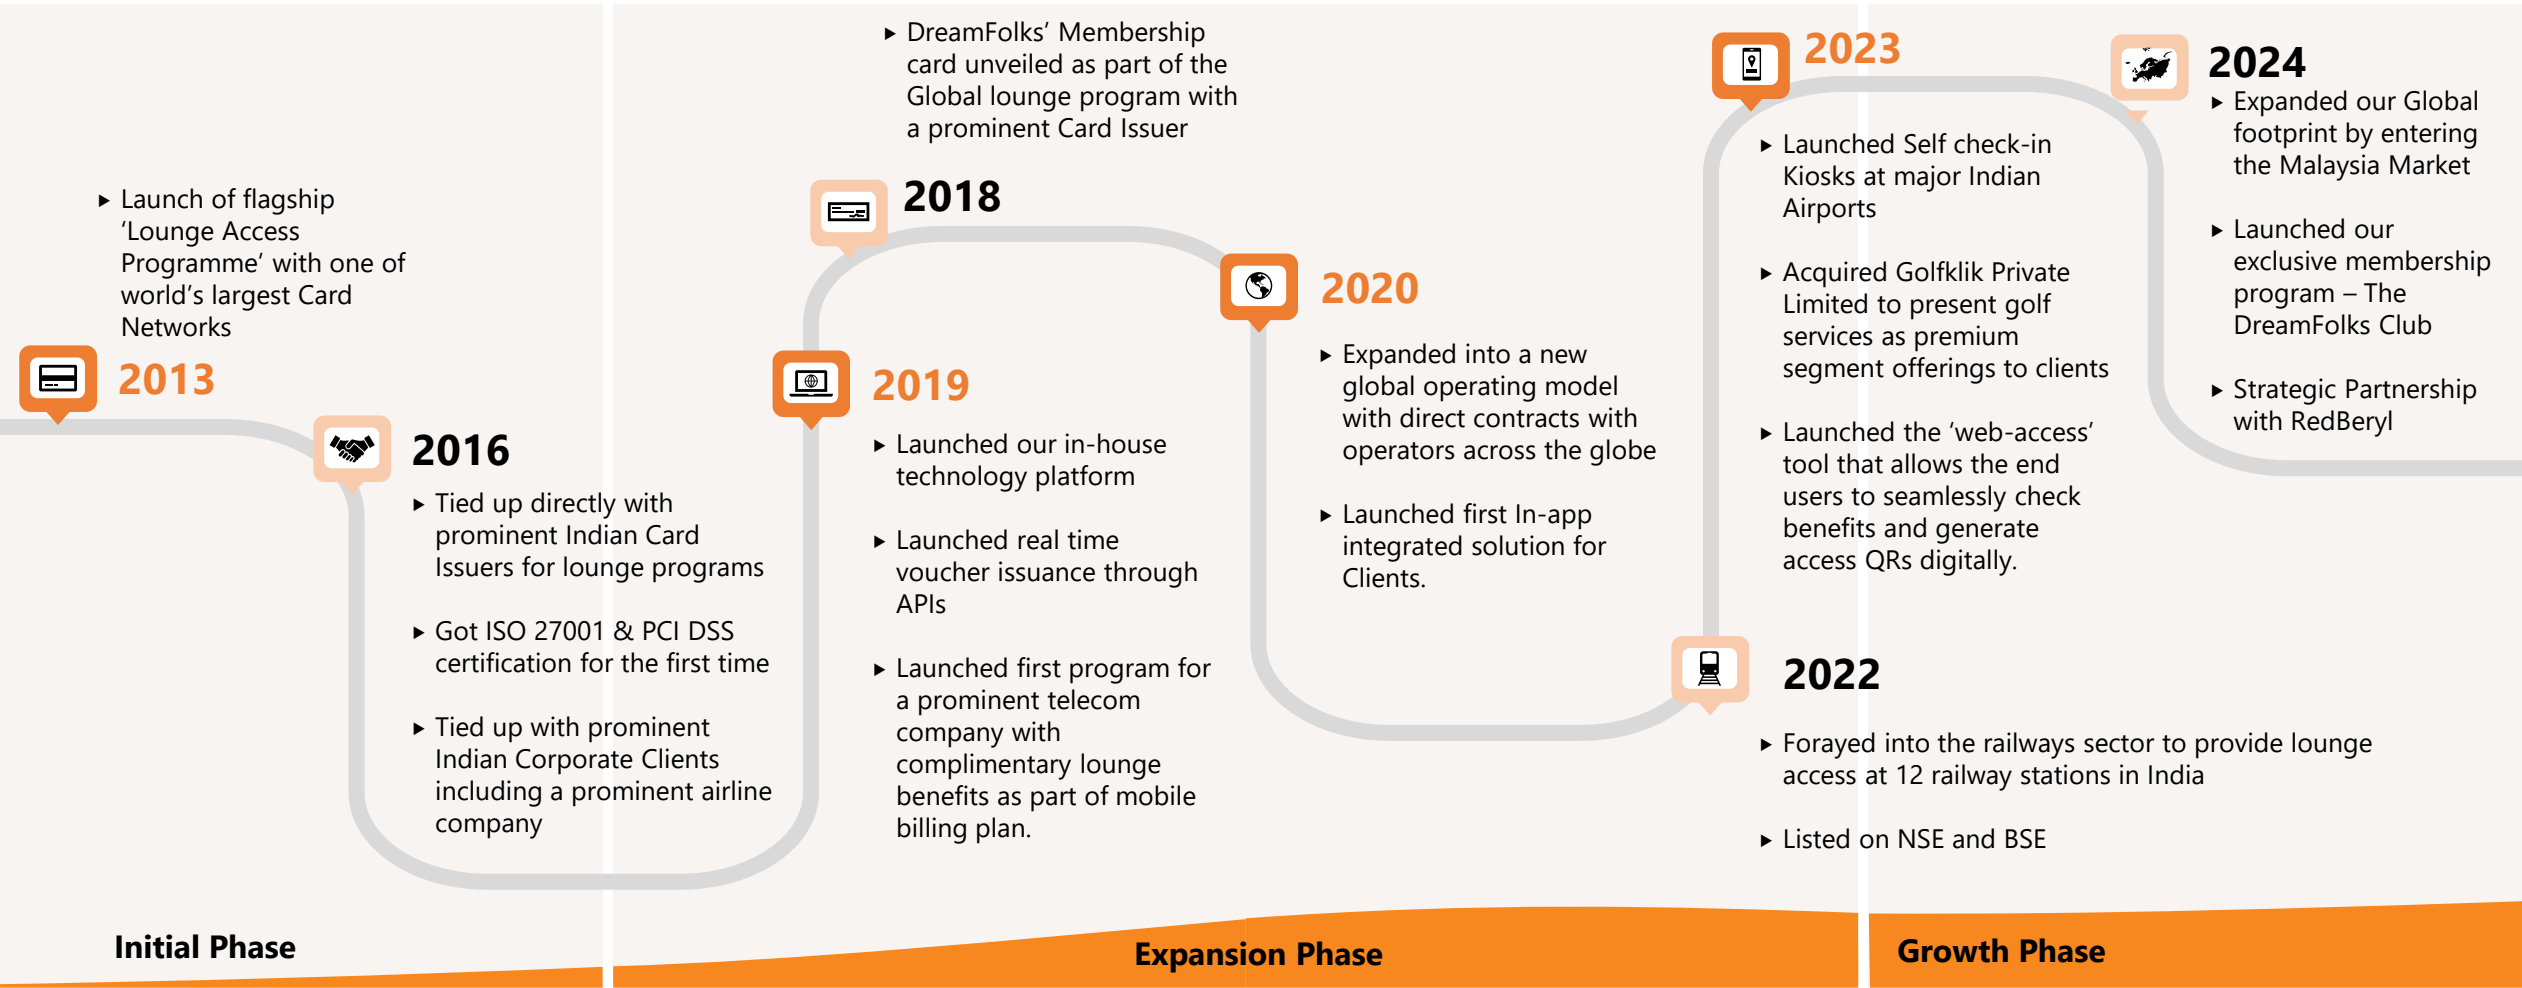 ► Launch of flagship
‘Lounge Access
Programme’ with one of
world’s largest Card
Networks
2013
2016
► Tied up directly with
prominent Indian Card
Issuers for lounge programs
► Got ISO 27001 & PCI DSS
certification for the first time
► Tied up with prominent
Indian Corporate Clients
including a prominent airline
company
► DreamFolks’ Membership
card unveiled as part of the
Global lounge program with
a prominent Card Issuer
2018
2019
► Launched our in-house
technology platform
► Launched real time
voucher issuance through
APIs
► Launched first program for
a prominent telecom
company with
complimentary lounge
benefits as part of mobile
billing plan.
2020
► Expanded into a new
global operating model
with direct contracts with
operators across the globe
► Launched first In-app
integrated solution for
Clients.
2022
► Forayed into the railways sector to provide lounge
access at 12 railway stations in India
► Listed on NSE and BSE
2023
► Launched Self check-in
Kiosks at major Indian
Airports
► Acquired Golfklik Private
Limited to present golf
services as premium
segment offerings to clients
► Launched the ‘web-access’
tool that allows the end
users to seamlessly check
benefits and generate
access QRs digitally.
2024
► Expanded our Global
footprint by entering
the Malaysia Market
► Launched our
exclusive membership
program – The
DreamFolks Club
► Strategic Partnership
with RedBeryl
Initial Phase
Expansion Phase
Growth Phase